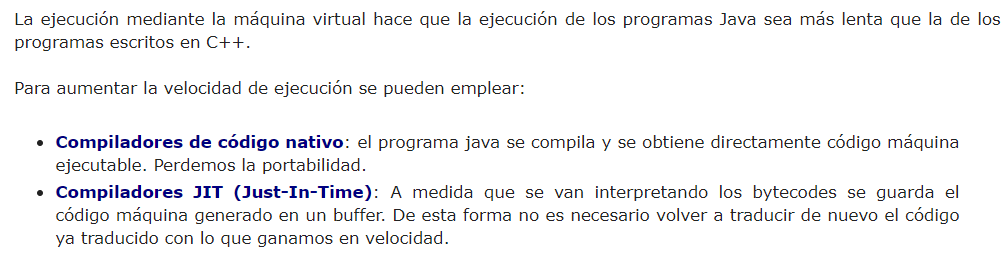 La ejecución mediante la máquina virtual hace que la ejecución de los programas Java sea más lenta que la de los
programas escritos en C++.
Para aumentar la velocidad de ejecución se pueden emplear:
• Compiladores de código nativo: el programa java se compila y se obtiene directamente código máquina
ejecutable. Perdemos la portabilidad.
• Compiladores JIT (Just-In-Time): A medida que se van interpretando los bytecodes se guarda el
código máquina generado en un buffer. De esta forma no es necesario volver a traducir de nuevo el código
ya traducido con lo que ganamos en velocidad.